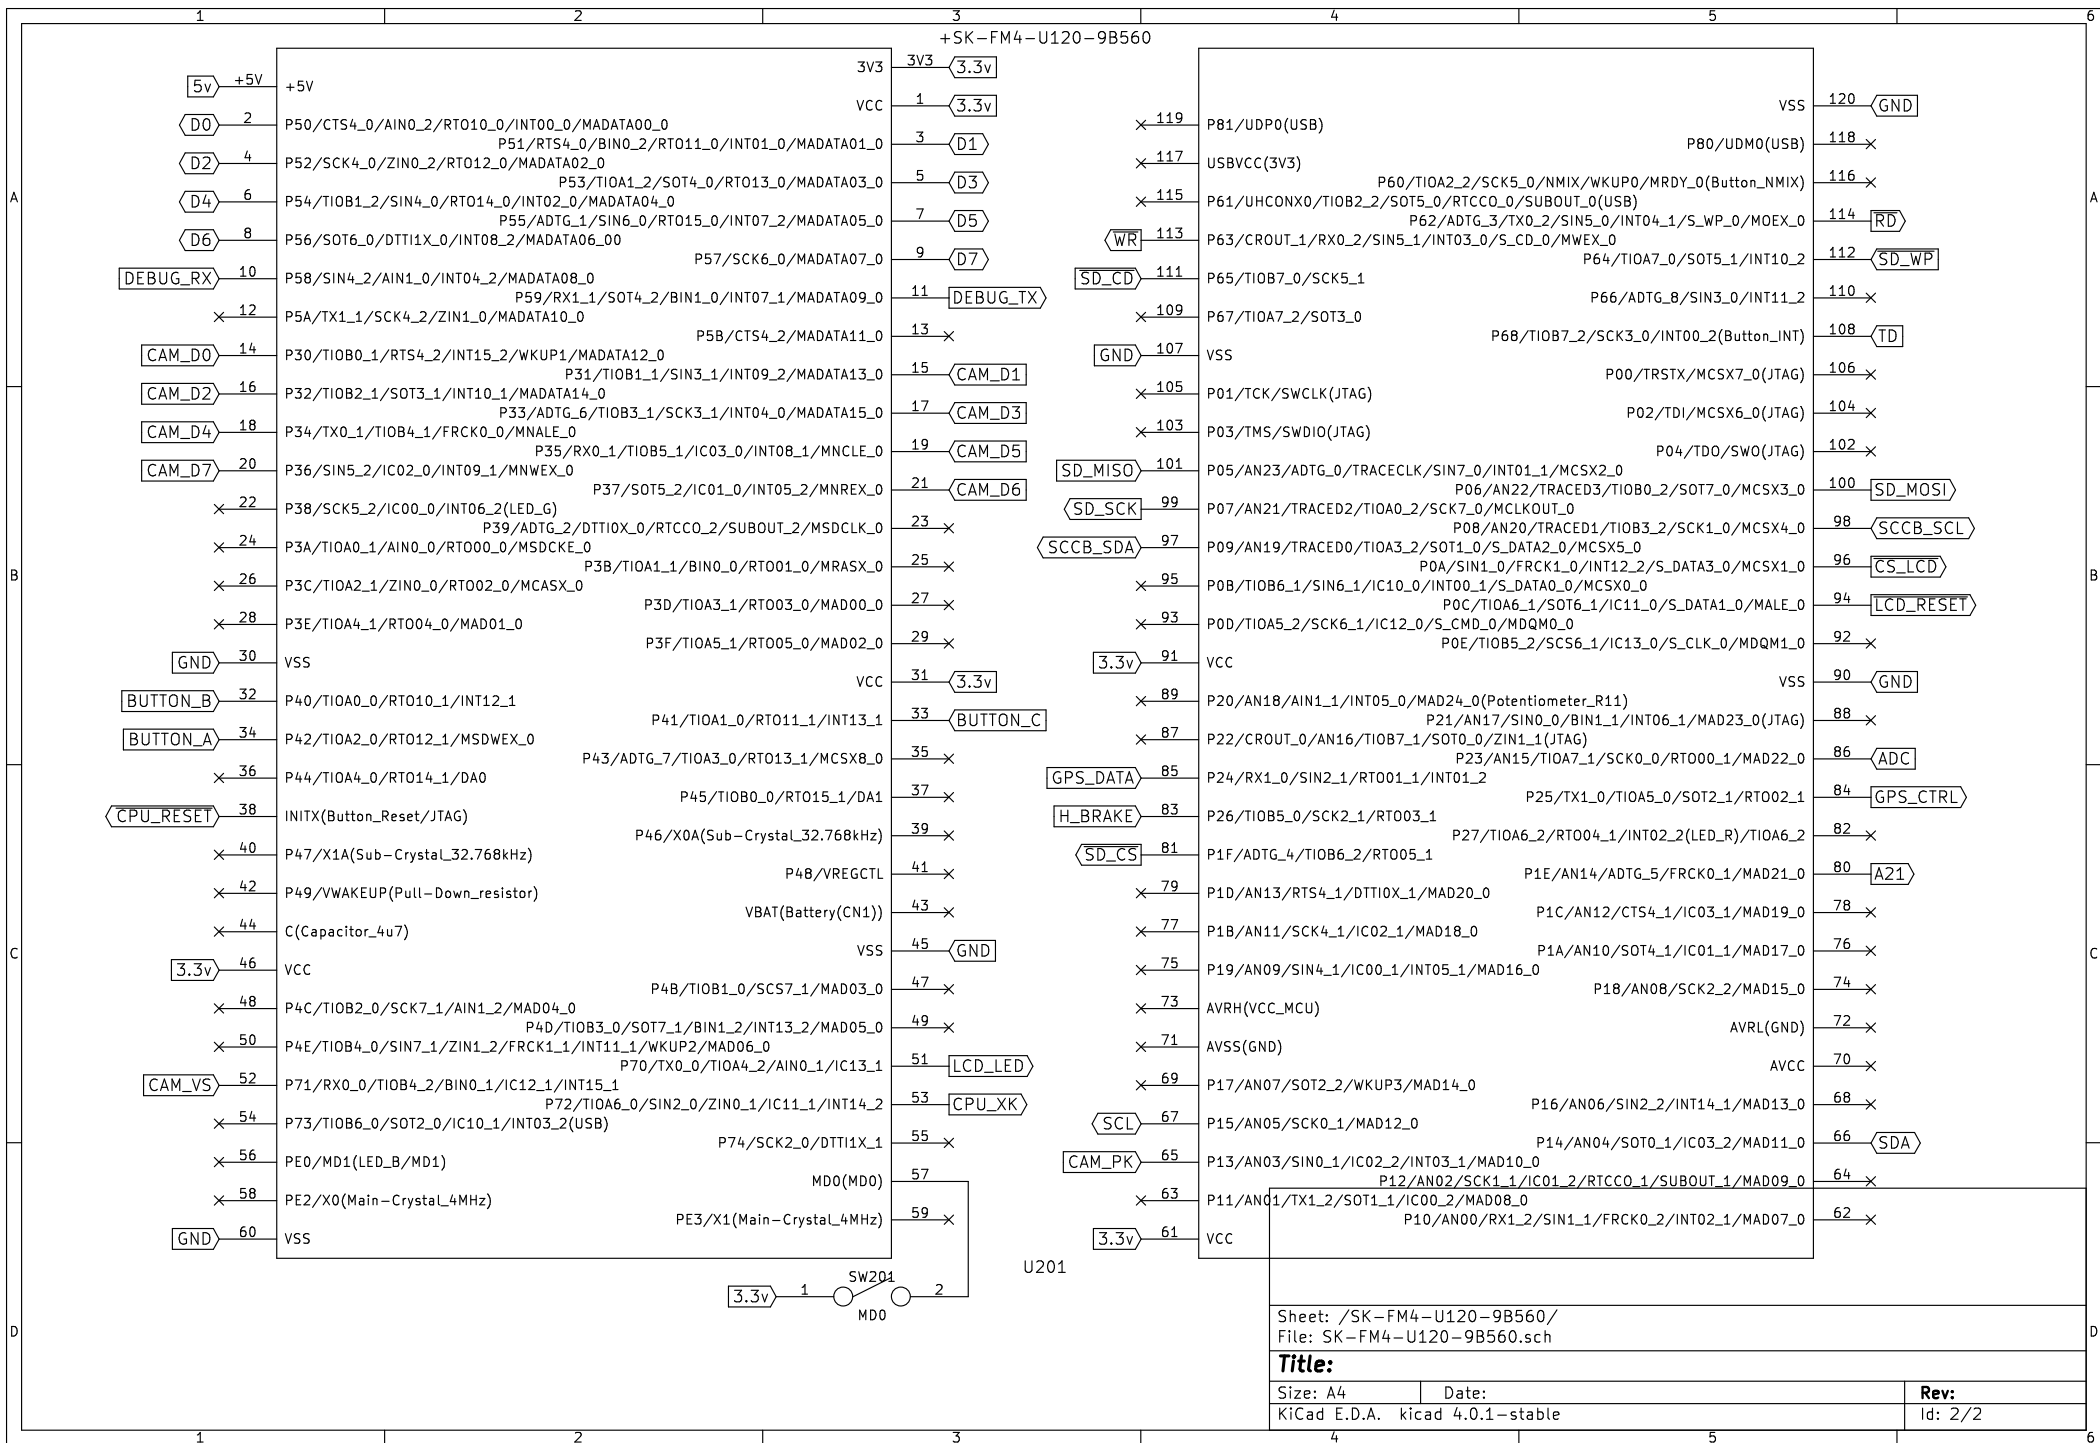 1 2 3 4 5 6
+SK-FM4-U120-9B560
3V3 3V3 3.3v
5v +5V +5V
VCC 1 3.3v
D0 2 P50/CTS4_0/AIN0_2/RTO10_0/INT00_0/MADATA00_0
P51/RTS4_0/BIN0_2/RTO11_0/INT01_0/MADATA01_0 3 D1
D2 4 P52/SCK4_0/ZIN0_2/RTO12_0/MADATA02_0
P53/TIOA1_2/SOT4_0/RTO13_0/MADATA03_0 5 D3
A
D4 6 P54/TIOB1_2/SIN4_0/RTO14_0/INT02_0/MADATA04_0
P55/ADTG_1/SIN6_0/RTO15_0/INT07_2/MADATA05_0 7 D5
D6 8 P56/SOT6_0/DTTI1X_0/INT08_2/MADATA06_00
P57/SCK6_0/MADATA07_0 9 D7
DEBUG_RX 10 P58/SIN4_2/AIN1_0/INT04_2/MADATA08_0
P59/RX1_1/SOT4_2/BIN1_0/INT07_1/MADATA09_0 11 DEBUG_TX
12 P5A/TX1_1/SCK4_2/ZIN1_0/MADATA10_0
P5B/CTS4_2/MADATA11_0 13
CAM_D0 14 P30/TIOB0_1/RTS4_2/INT15_2/WKUP1/MADATA12_0
P31/TIOB1_1/SIN3_1/INT09_2/MADATA13_0 15 CAM_D1
CAM_D2 16 P32/TIOB2_1/SOT3_1/INT10_1/MADATA14_0
P33/ADTG_6/TIOB3_1/SCK3_1/INT04_0/MADATA15_0 17 CAM_D3
CAM_D4 18 P34/TX0_1/TIOB4_1/FRCK0_0/MNALE_0
P35/RX0_1/TIOB5_1/IC03_0/INT08_1/MNCLE_0 19 CAM_D5
CAM_D7 20 P36/SIN5_2/IC02_0/INT09_1/MNWEX_0
P37/SOT5_2/IC01_0/INT05_2/MNREX_0 21 CAM_D6
22 P38/SCK5_2/IC00_0/INT06_2(LED_G)
P39/ADTG_2/DTTI0X_0/RTCCO_2/SUBOUT_2/MSDCLK_0 23
24 P3A/TIOA0_1/AIN0_0/RTO00_0/MSDCKE_0
P3B/TIOA1_1/BIN0_0/RTO01_0/MRASX_0 25
B
26 P3C/TIOA2_1/ZIN0_0/RTO02_0/MCASX_0
P3D/TIOA3_1/RTO03_0/MAD00_0 27
28 P3E/TIOA4_1/RTO04_0/MAD01_0
P3F/TIOA5_1/RTO05_0/MAD02_0 29
GND 30 VSS
VCC 31 3.3v
BUTTON_B 32 P40/TIOA0_0/RTO10_1/INT12_1
P41/TIOA1_0/RTO11_1/INT13_1 33 BUTTON_C
BUTTON_A 34 P42/TIOA2_0/RTO12_1/MSDWEX_0
P43/ADTG_7/TIOA3_0/RTO13_1/MCSX8_0 35
36 P44/TIOA4_0/RTO14_1/DA0
P45/TIOB0_0/RTO15_1/DA1 37
CPU_RESET 38 INITX(Button_Reset/JTAG)
P46/X0A(Sub-Crystal_32.768kHz) 39
40 P47/X1A(Sub-Crystal_32.768kHz)
P48/VREGCTL 41
42 P49/VWAKEUP(Pull-Down_resistor)
VBAT(Battery(CN1)) 43
44 C(Capacitor_4u7)
VSS 45 GND
C
3.3v 46 VCC
P4B/TIOB1_0/SCS7_1/MAD03_0 47
48 P4C/TIOB2_0/SCK7_1/AIN1_2/MAD04_0
P4D/TIOB3_0/SOT7_1/BIN1_2/INT13_2/MAD05_0 49
50 P4E/TIOB4_0/SIN7_1/ZIN1_2/FRCK1_1/INT11_1/WKUP2/MAD06_0
P70/TX0_0/TIOA4_2/AIN0_1/IC13_1 51 LCD_LED
CAM_VS 52 P71/RX0_0/TIOB4_2/BIN0_1/IC12_1/INT15_1
P72/TIOA6_0/SIN2_0/ZIN0_1/IC11_1/INT14_2 53 CPU_XK
54 P73/TIOB6_0/SOT2_0/IC10_1/INT03_2(USB)
P74/SCK2_0/DTTI1X_1 55
56 PE0/MD1(LED_B/MD1)
MD0(MD0) 57
58 PE2/X0(Main-Crystal_4MHz)
PE3/X1(Main-Crystal_4MHz) 59
GND 60 VSS
U201
SW201
3.3v 1 2
MD0
D
VSS 120 GND
119 P81/UDP0(USB)
P80/UDM0(USB) 118
117 USBVCC(3V3)
P60/TIOA2_2/SCK5_0/NMIX/WKUP0/MRDY_0(Button_NMIX) 116
A
115 P61/UHCONX0/TIOB2_2/SOT5_0/RTCCO_0/SUBOUT_0(USB)
P62/ADTG_3/TX0_2/SIN5_0/INT04_1/S_WP_0/MOEX_0 114 RD
WR 113 P63/CROUT_1/RX0_2/SIN5_1/INT03_0/S_CD_0/MWEX_0
P64/TIOA7_0/SOT5_1/INT10_2 112 SD_WP
SD_CD 111 P65/TIOB7_0/SCK5_1
P66/ADTG_8/SIN3_0/INT11_2 110
109 P67/TIOA7_2/SOT3_0
P68/TIOB7_2/SCK3_0/INT00_2(Button_INT) 108 TD
GND 107 VSS
P00/TRSTX/MCSX7_0(JTAG) 106
105 P01/TCK/SWCLK(JTAG)
P02/TDI/MCSX6_0(JTAG) 104
103 P03/TMS/SWDIO(JTAG)
P04/TDO/SWO(JTAG) 102
SD_MISO 101 P05/AN23/ADTG_0/TRACECLK/SIN7_0/INT01_1/MCSX2_0
P06/AN22/TRACED3/TIOB0_2/SOT7_0/MCSX3_0 100 SD_MOSI
SD_SCK 99 P07/AN21/TRACED2/TIOA0_2/SCK7_0/MCLKOUT_0
P08/AN20/TRACED1/TIOB3_2/SCK1_0/MCSX4_0 98 SCCB_SCL
SCCB_SDA 97 P09/AN19/TRACED0/TIOA3_2/SOT1_0/S_DATA2_0/MCSX5_0
P0A/SIN1_0/FRCK1_0/INT12_2/S_DATA3_0/MCSX1_0 96 CS_LCD
B
95 P0B/TIOB6_1/SIN6_1/IC10_0/INT00_1/S_DATA0_0/MCSX0_0
P0C/TIOA6_1/SOT6_1/IC11_0/S_DATA1_0/MALE_0 94 LCD_RESET
93 P0D/TIOA5_2/SCK6_1/IC12_0/S_CMD_0/MDQM0_0
P0E/TIOB5_2/SCS6_1/IC13_0/S_CLK_0/MDQM1_0 92
3.3v 91 VCC
VSS 90 GND
89 P20/AN18/AIN1_1/INT05_0/MAD24_0(Potentiometer_R11)
P21/AN17/SIN0_0/BIN1_1/INT06_1/MAD23_0(JTAG) 88
87 P22/CROUT_0/AN16/TIOB7_1/SOT0_0/ZIN1_1(JTAG)
P23/AN15/TIOA7_1/SCK0_0/RTO00_1/MAD22_0 86 ADC
GPS_DATA 85 P24/RX1_0/SIN2_1/RTO01_1/INT01_2
P25/TX1_0/TIOA5_0/SOT2_1/RTO02_1 84 GPS_CTRL
H_BRAKE 83 P26/TIOB5_0/SCK2_1/RTO03_1
P27/TIOA6_2/RTO04_1/INT02_2(LED_R)/TIOA6_2 82
SD_CS 81 P1F/ADTG_4/TIOB6_2/RTO05_1
P1E/AN14/ADTG_5/FRCK0_1/MAD21_0 80 A21
79 P1D/AN13/RTS4_1/DTTI0X_1/MAD20_0
P1C/AN12/CTS4_1/IC03_1/MAD19_0 78
77 P1B/AN11/SCK4_1/IC02_1/MAD18_0
P1A/AN10/SOT4_1/IC01_1/MAD17_0 76
C
75 P19/AN09/SIN4_1/IC00_1/INT05_1/MAD16_0
P18/AN08/SCK2_2/MAD15_0 74
73 AVRH(VCC_MCU)
AVRL(GND) 72
71 AVSS(GND)
AVCC 70
69 P17/AN07/SOT2_2/WKUP3/MAD14_0
P16/AN06/SIN2_2/INT14_1/MAD13_0 68
SCL 67 P15/AN05/SCK0_1/MAD12_0
P14/AN04/SOT0_1/IC03_2/MAD11_0 66 SDA
CAM_PK 65 P13/AN03/SIN0_1/IC02_2/INT03_1/MAD10_0
P12/AN02/SCK1_1/IC01_2/RTCCO_1/SUBOUT_1/MAD09_0 64
63 P11/AN01/TX1_2/SOT1_1/IC00_2/MAD08_0
P10/AN00/RX1_2/SIN1_1/FRCK0_2/INT02_1/MAD07_0 62
3.3v 61 VCC
Sheet: /SK-FM4-U120-9B560/
File: SK-FM4-U120-9B560.sch
D
Title:
Size: A4 Date: Rev:
KiCad E.D.A. kicad 4.0.1-stable Id: 2/2
1 2 3 4 5 6